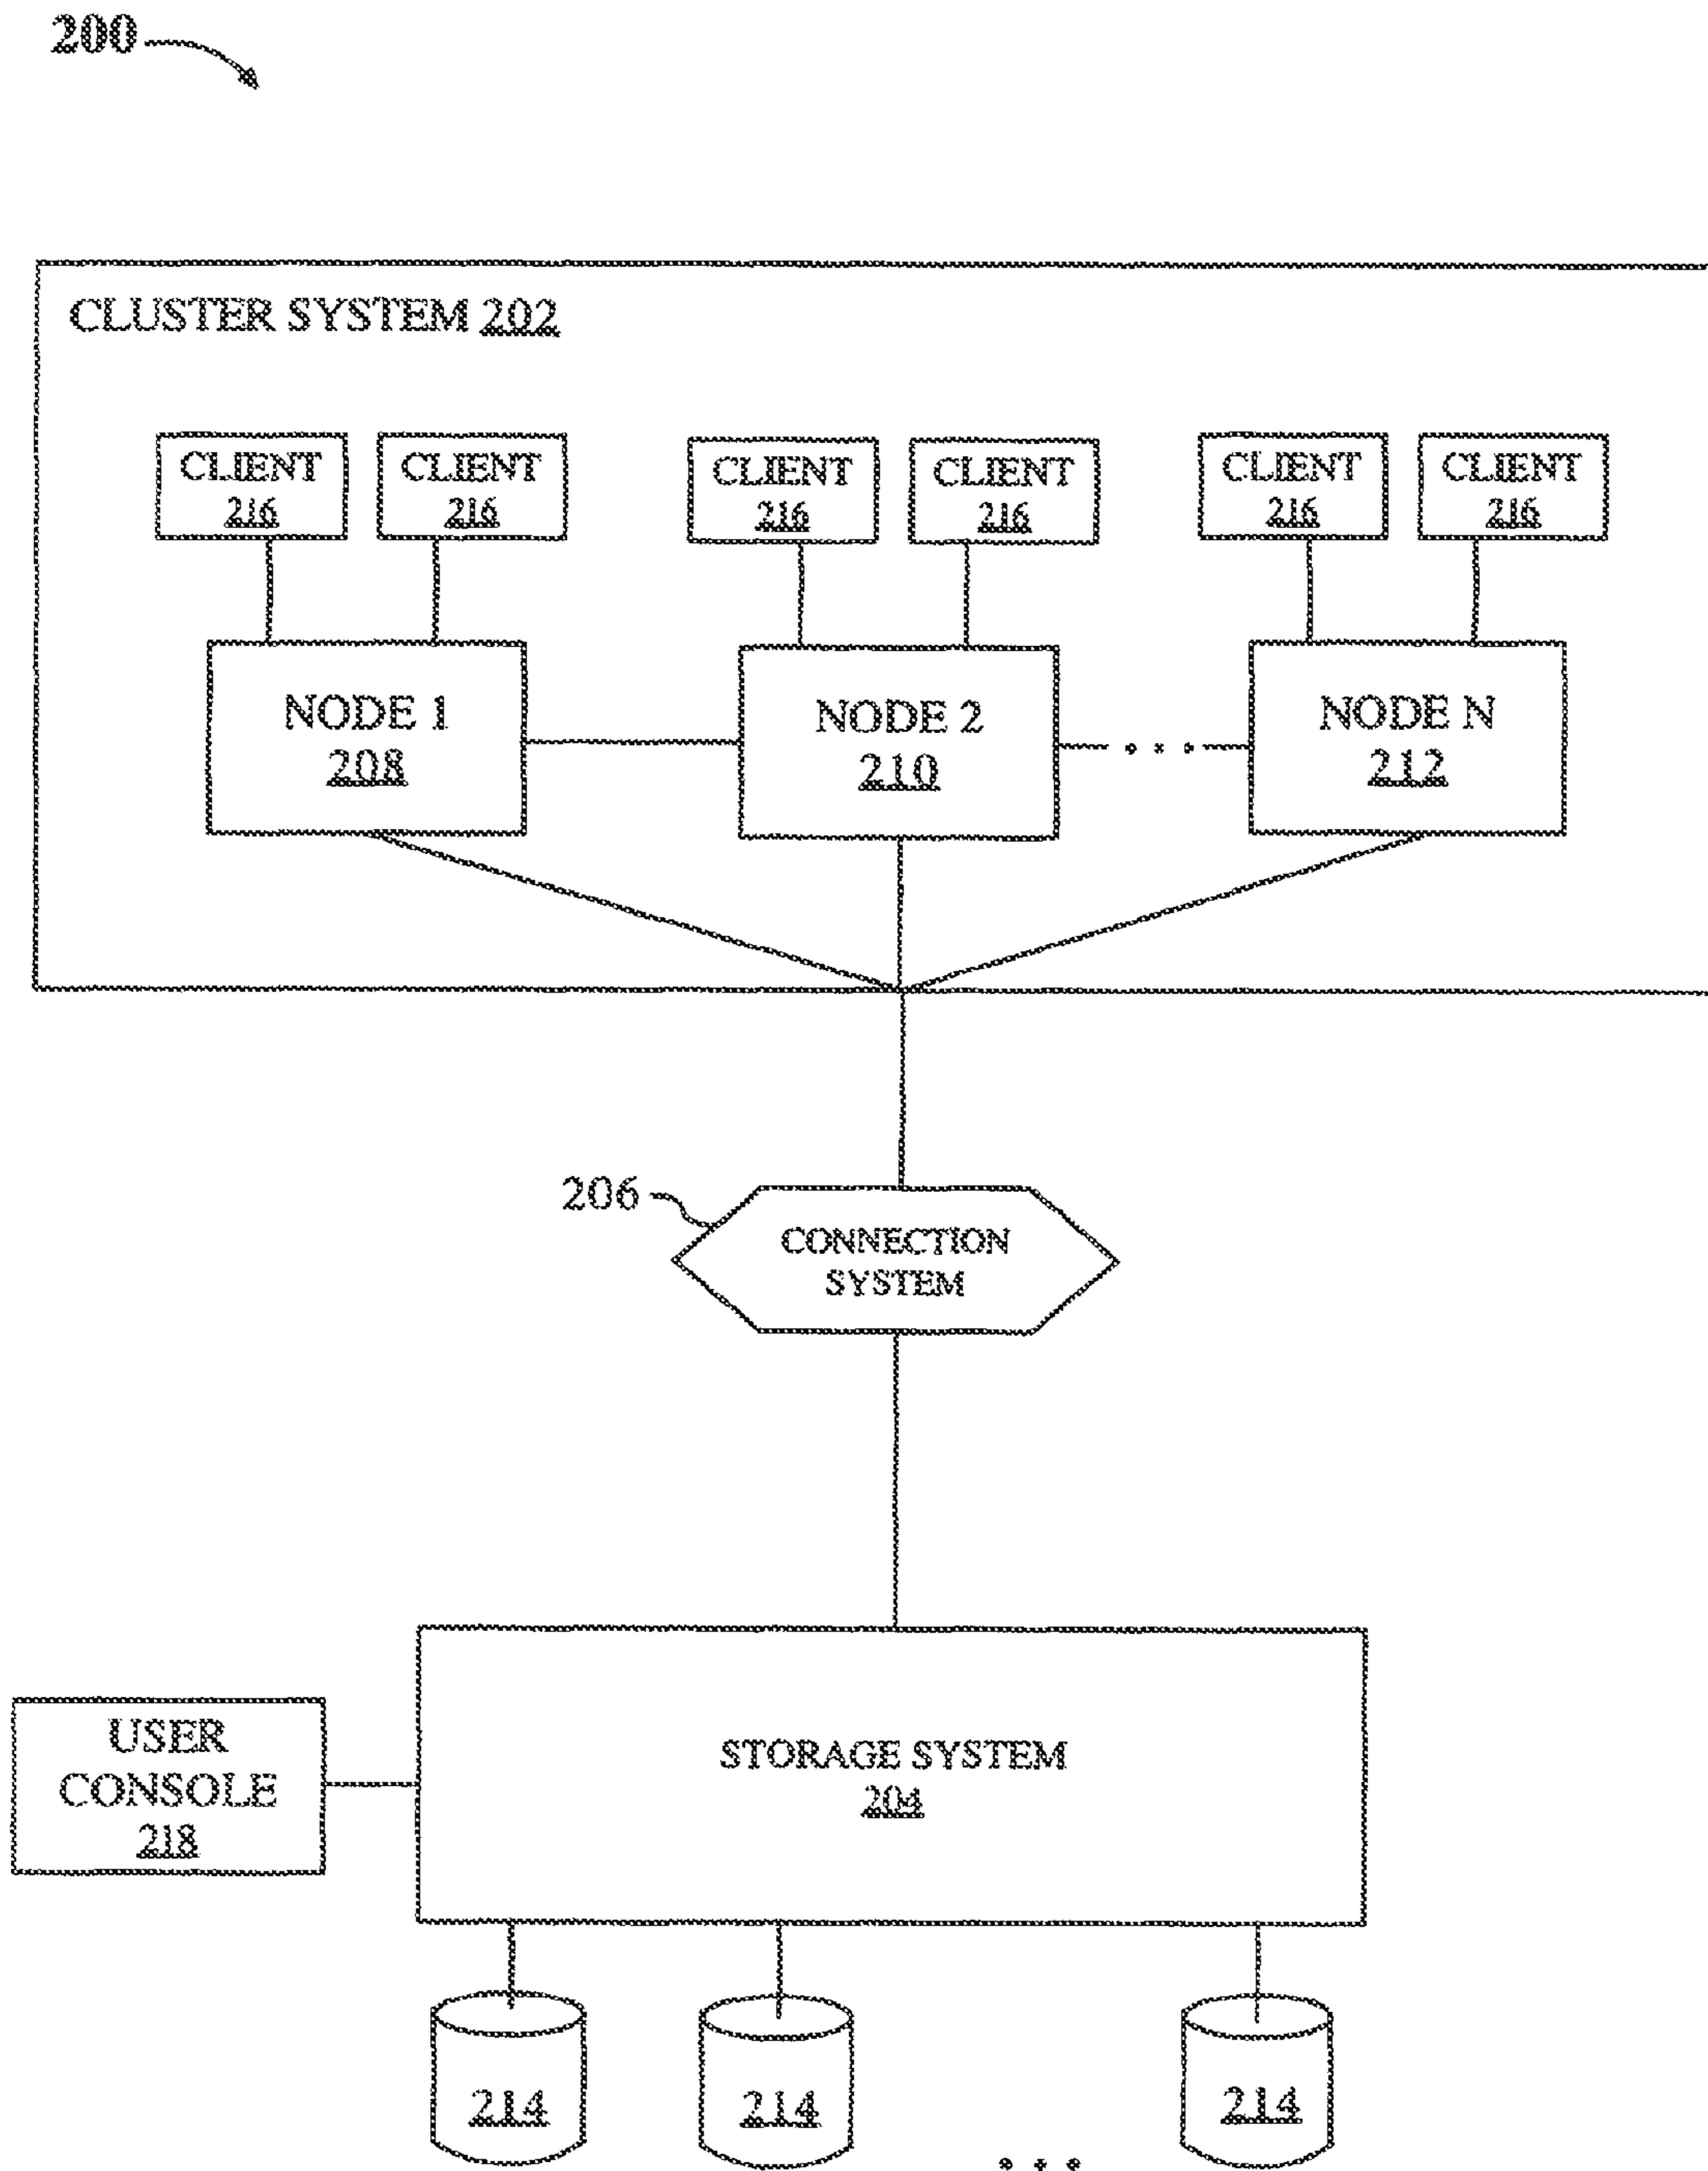 200
CLUSTER SYSTEM 202
CLIENT
216
CLIENT
216
CLIENT
216
CLIENT
216
CLIENT
216
CLIENT
216
NODE 1
208
NODE 2
210
. . .
NODE N
212
206
CONNECTION
SYSTEM
USER
CONSOLE
218
STORAGE SYSTEM
204
214
214
. . .
214